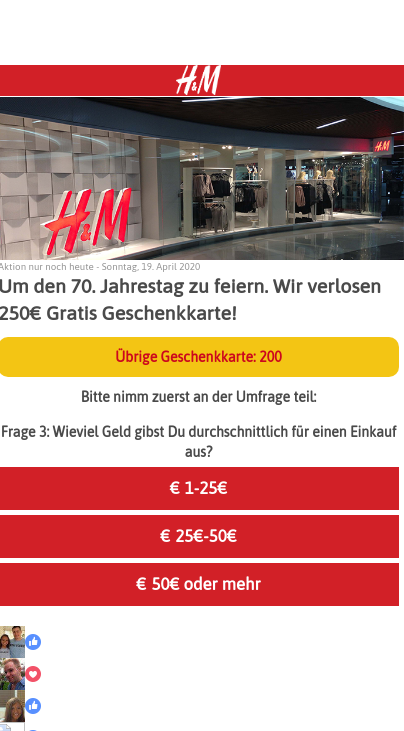 H&M
H&M
H&M
Aktion nur noch heute - Sonntag, 19. April 2020
Um den 70. Jahrestag zu feiern. Wir verlosen
250€ Gratis Geschenkkarte!
Übrige Geschenkkarte: 200
Bitte nimm zuerst an der Umfrage teil:
Frage 3: Wieviel Geld gibst Du durchschnittlich für einen Einkauf
aus?
€ 1-25€
€ 25€-50€
€ 50€ oder mehr